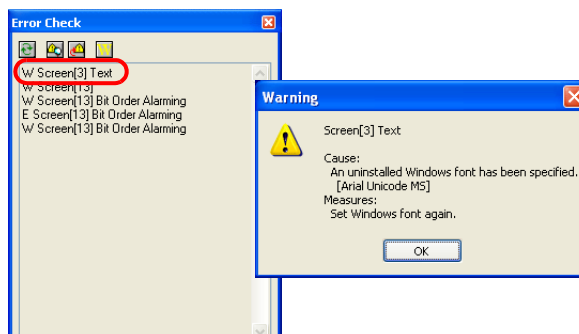 Error Check
W
W Screen[3] Text
W Screen[13]
W Screen[13] Bit Order Alarming
E Screen[13] Bit Order Alarming
W Screen[13] Bit Order Alarming
Warning
Screen[3] Text
Cause:
An uninstalled Windows font has been specified.
[Arial Unicode MS]
Measures:
Set Windows font again.
OK